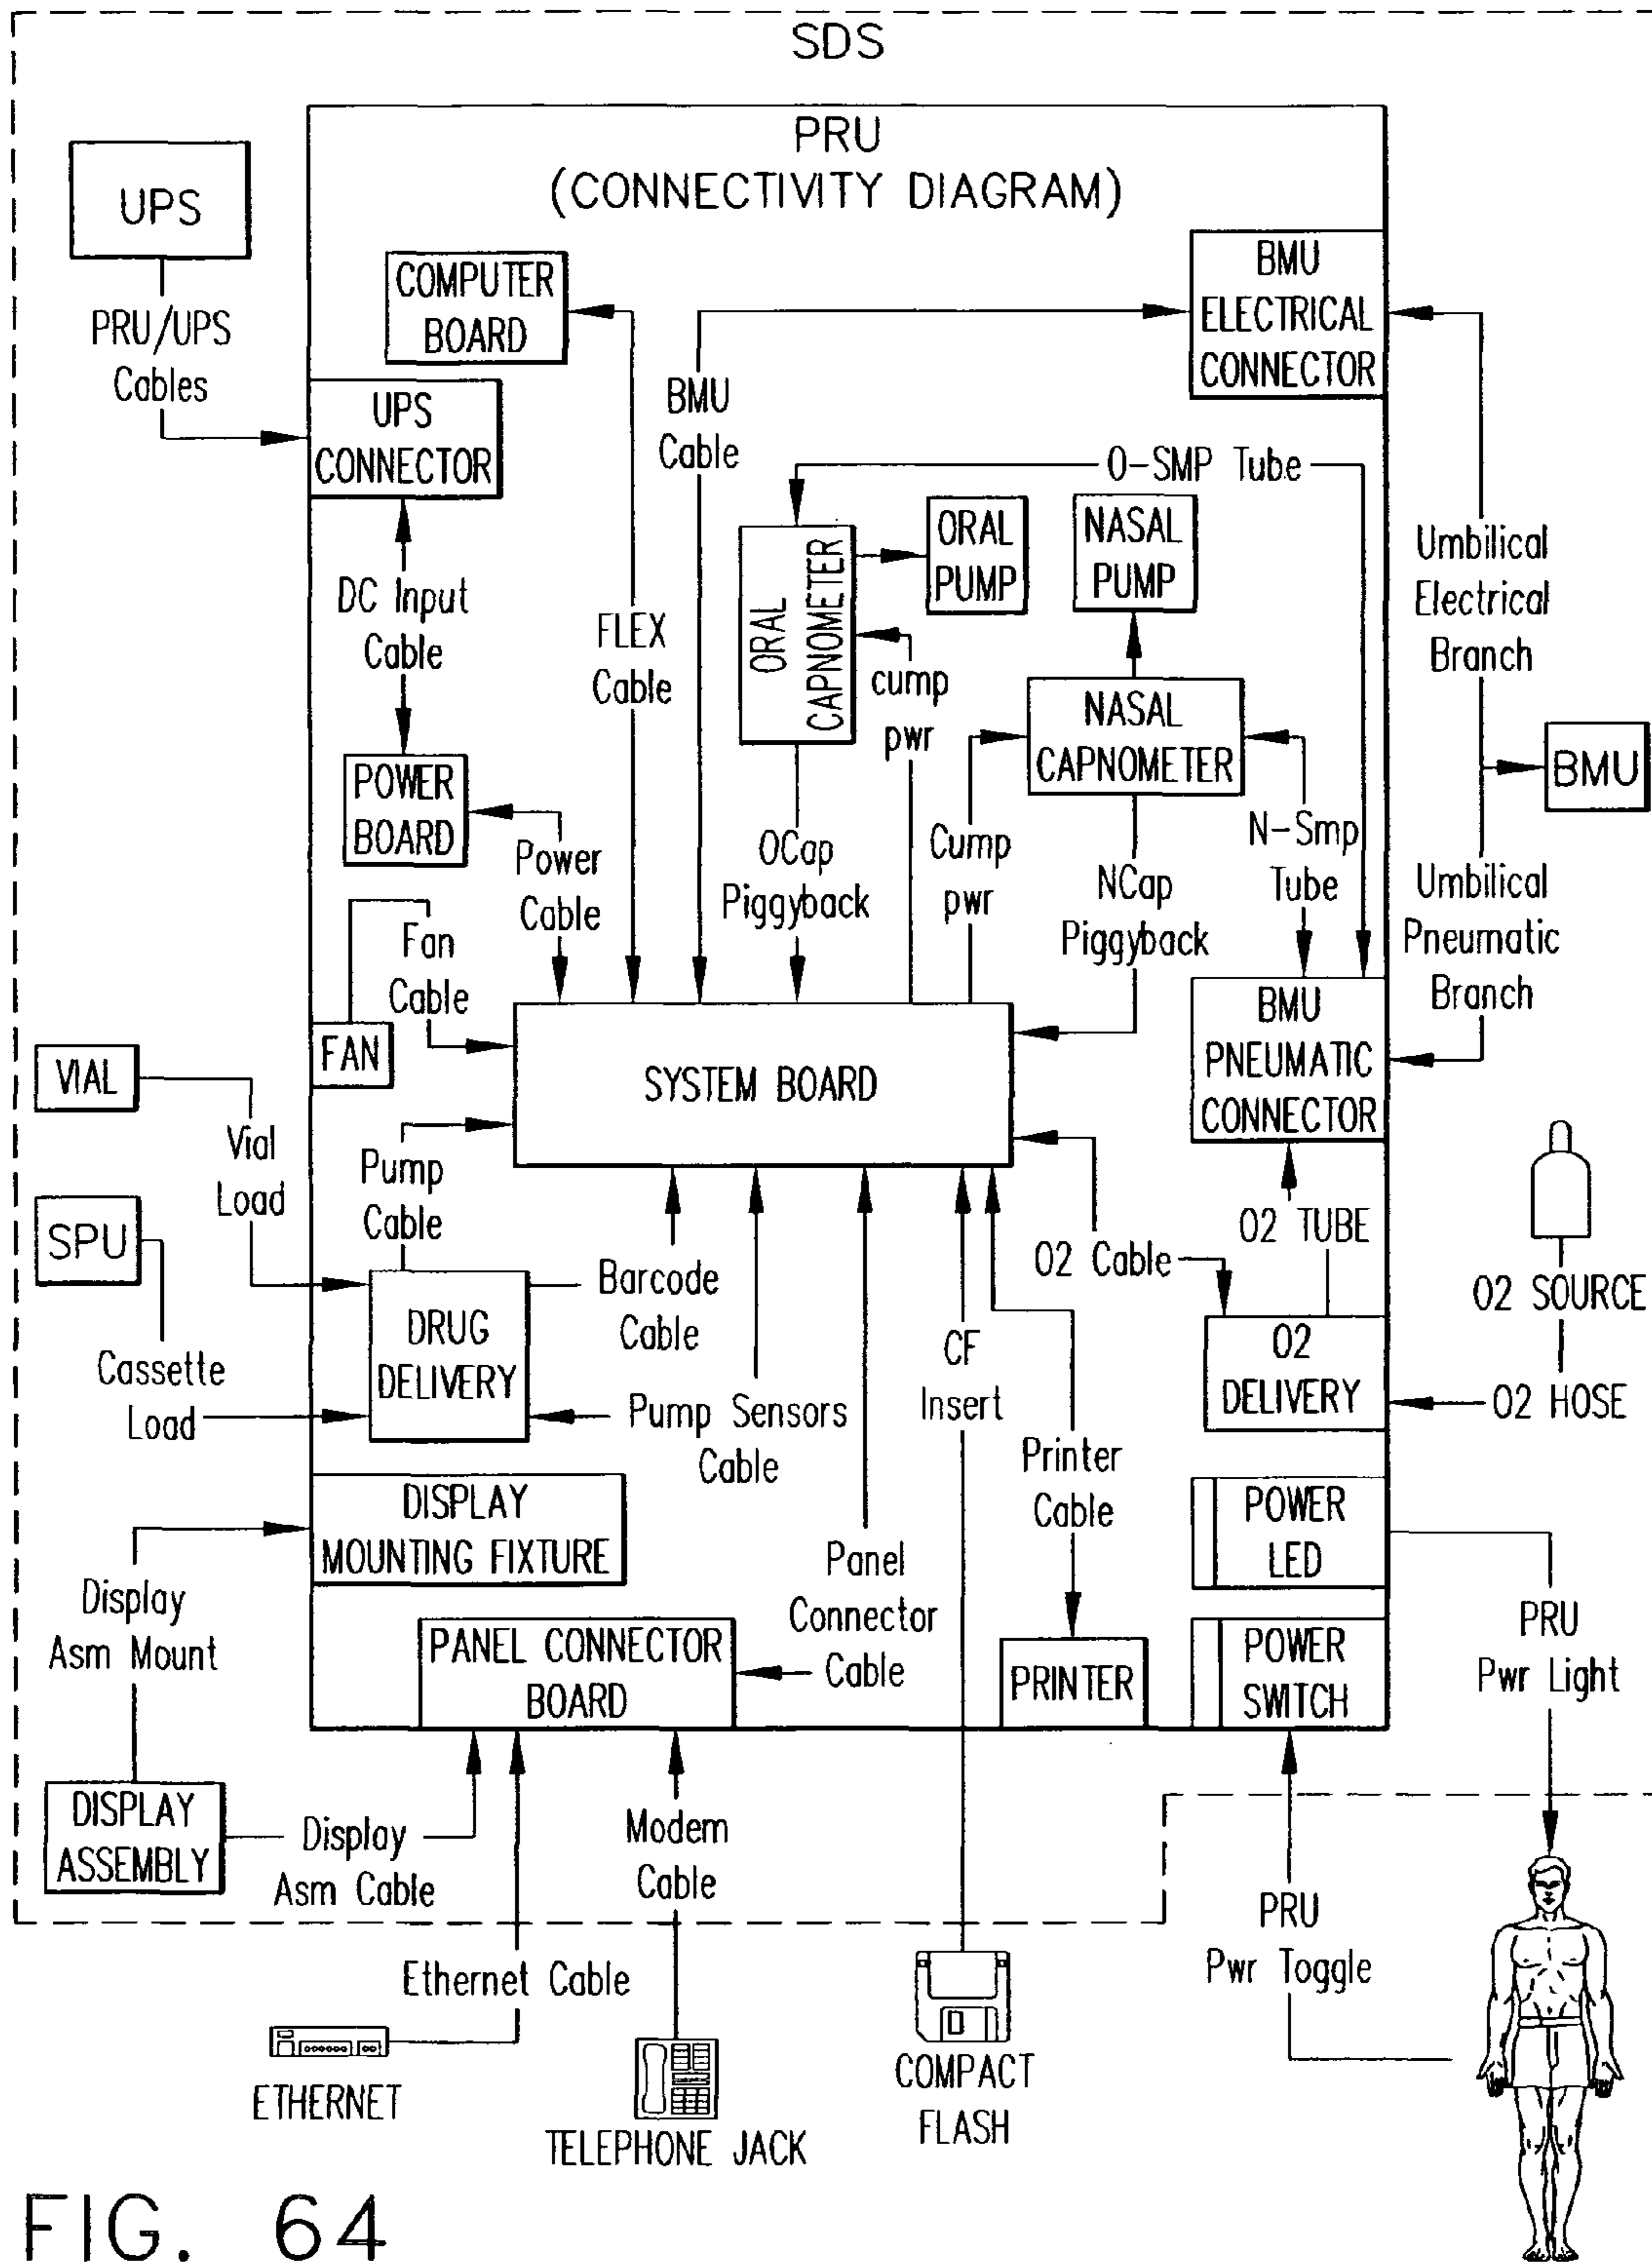 SDS
PRU
(CONNECTIVITY DIAGRAM)
UPS
PRU/UPS
Cables
COMPUTER
BOARD
BMU
ELECTRICAL
CONNECTOR
UPS
CONNECTOR
BMU
Cable
O-SMP Tube
DC Input
Cable
FLEX
Cable
ORAL
CAPNOMETER
ORAL
PUMP
NASAL
PUMP
cump
pwr
NASAL
CAPNOMETER
Umbilical
Electrical
Branch
BMU
POWER
BOARD
Power
Cable
OCap
Piggyback
Cump
pwr
NCap
Piggyback
N-Smp
Tube
Umbilical
Pneumatic
Branch
Fan
Cable
FAN
SYSTEM BOARD
BMU
PNEUMATIC
CONNECTOR
VIAL
Vial
Load
SPU
Cassette
Load
Pump
Cable
DRUG
DELIVERY
Barcode
Cable
Pump Sensors
Cable
O2 Cable
O2 TUBE
O2 SOURCE
O2 HOSE
O2
DELIVERY
CF
Insert
Printer
Cable
DISPLAY
MOUNTING FIXTURE
Panel
Connector
Cable
POWER
LED
Display
Asm Mount
PANEL CONNECTOR
BOARD
PRINTER
POWER
SWITCH
PRU
Pwr Light
DISPLAY
ASSEMBLY
Display
Asm Cable
Modem
Cable
Ethernet Cable
PRU
Pwr Toggle
ETHERNET
TELEPHONE JACK
COMPACT
FLASH
FIG. 64